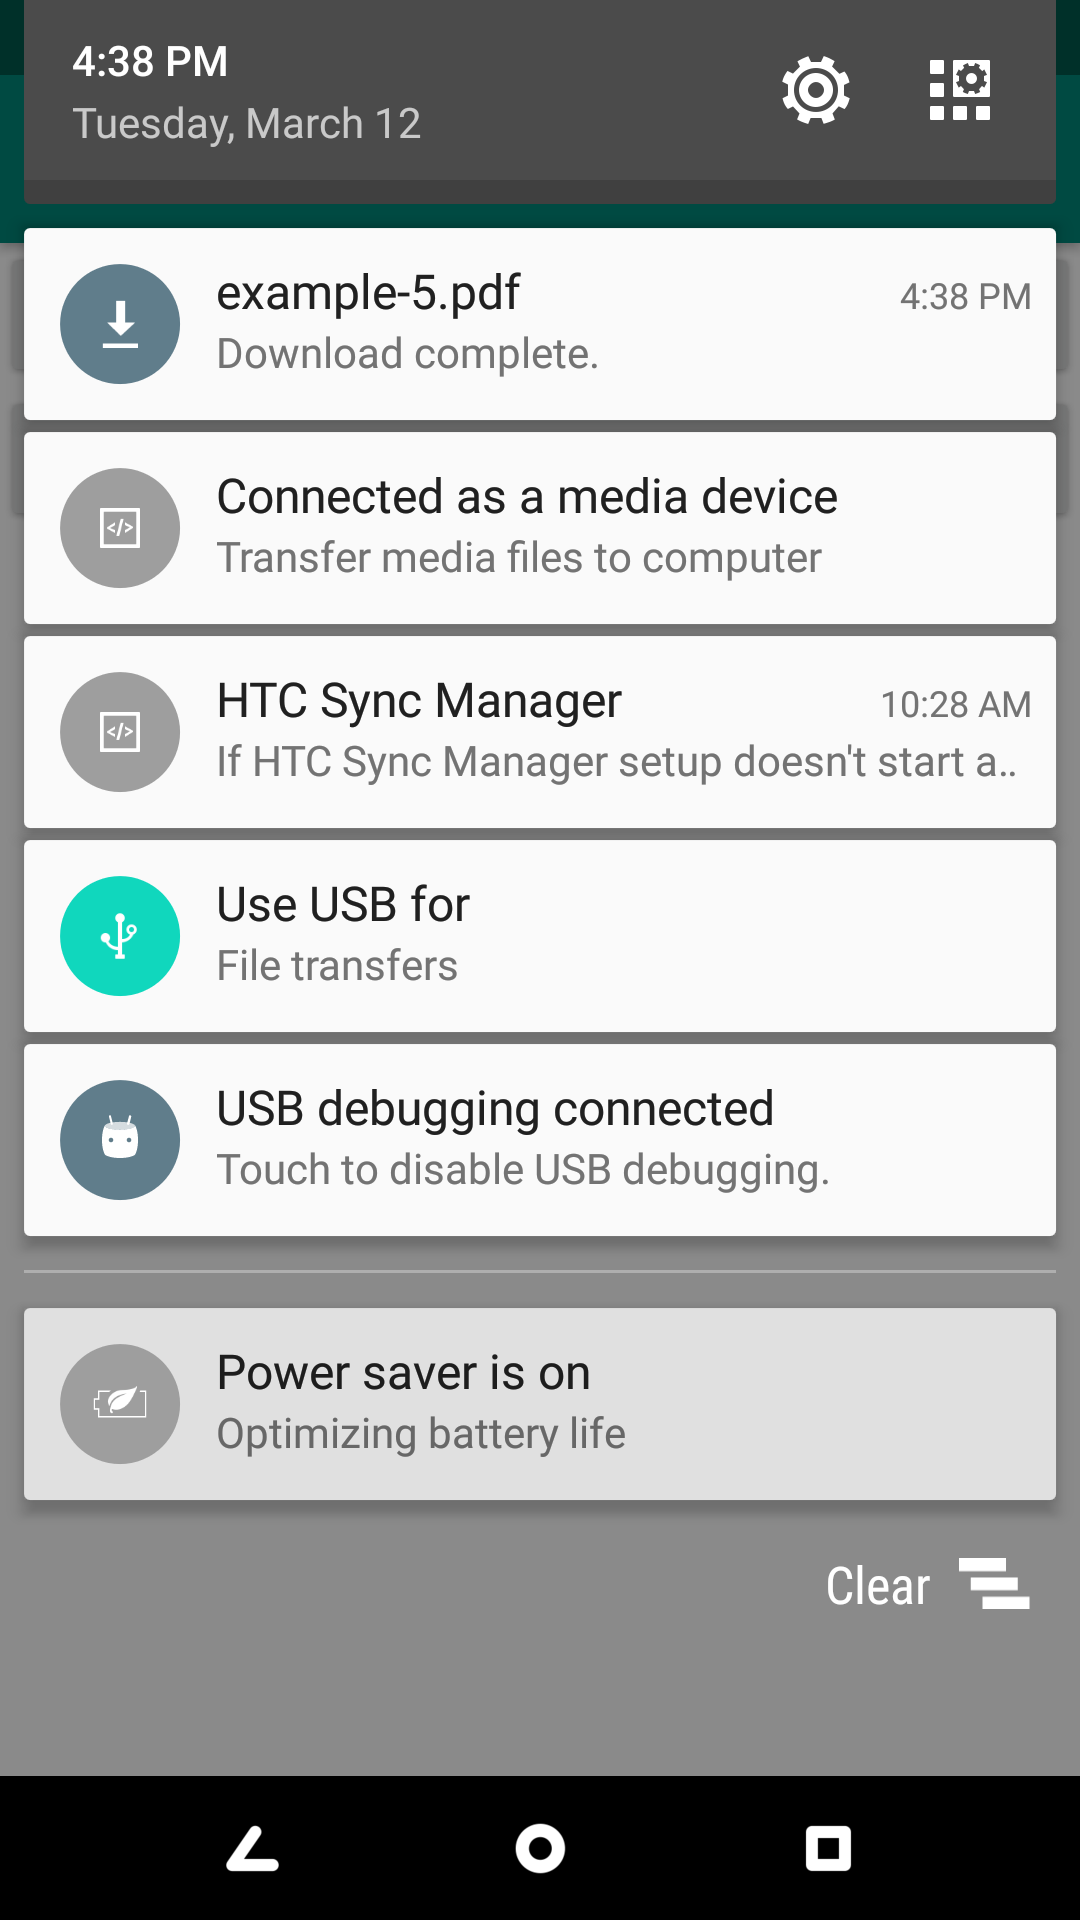 4:38 PM
Tuesday, March 12
example-5.pdf 4:38 PM
Download complete.
Connected as a media device
Transfer media files to computer
HTC Sync Manager 10:28 AM
If HTC Sync Manager setup doesn't start a..
Use USB for
File transfers
USB debugging connected
Touch to disable USB debugging.
Power saver is on
Optimizing battery life
Clear